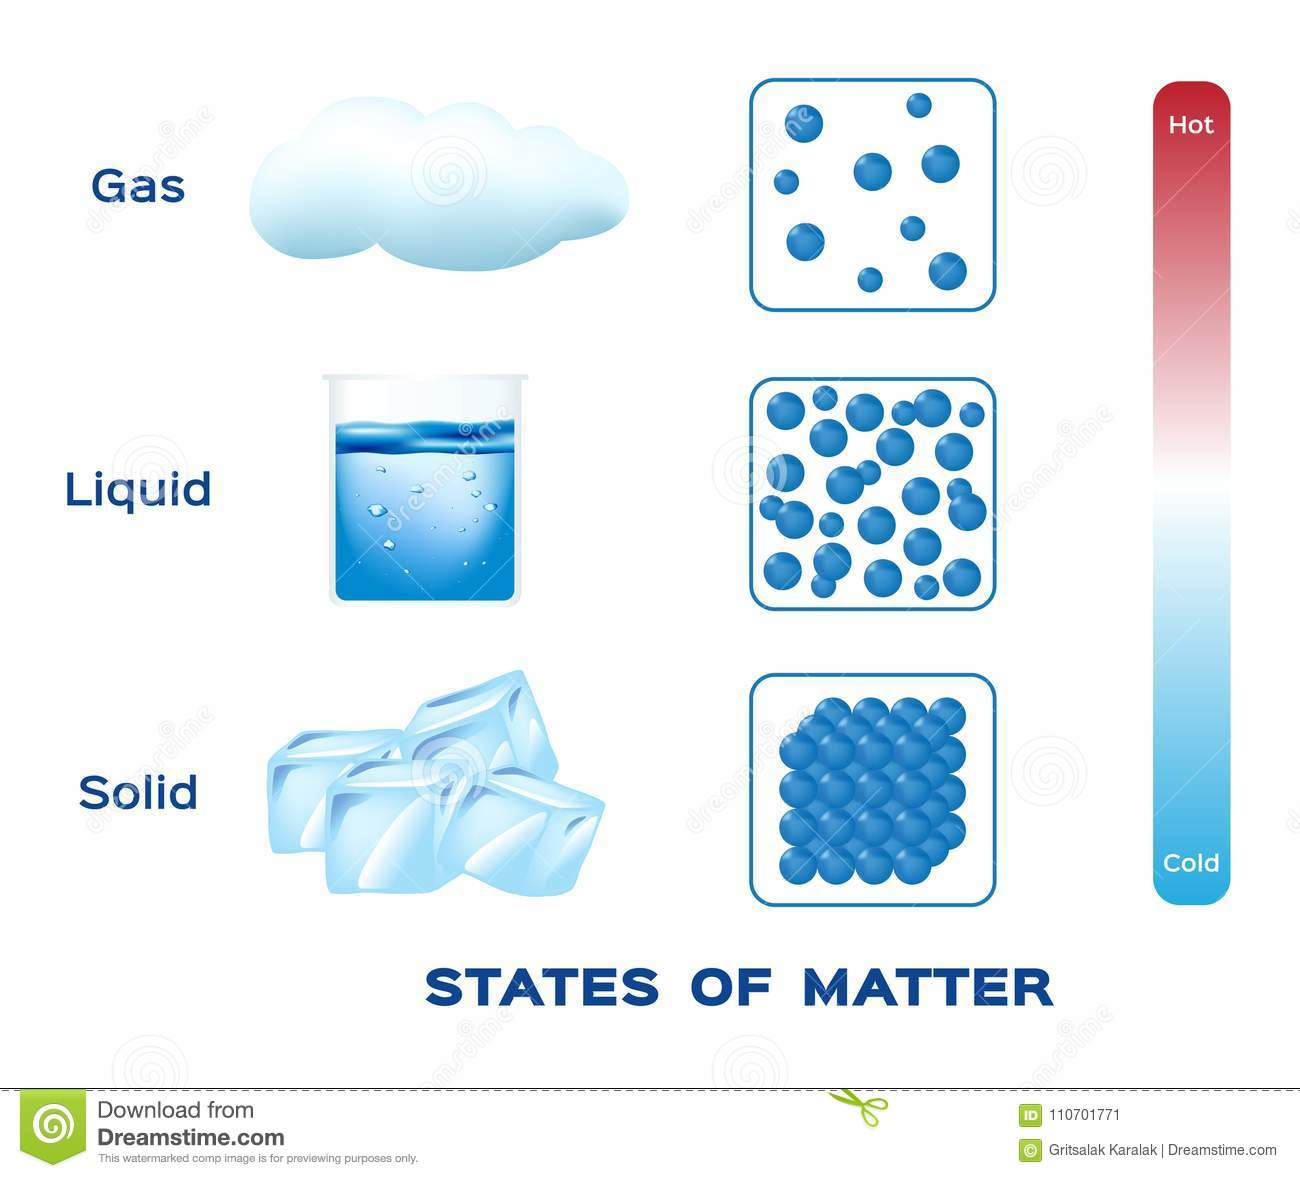 Gas
Hot
Liquid
Solid
Cold
STATES OF MATTER
Download from
Dreamstime.com
This watermarked comp image is for previewing purposes only.
ID 110701771
© Gritsalak Karalak | Dreamstime.com